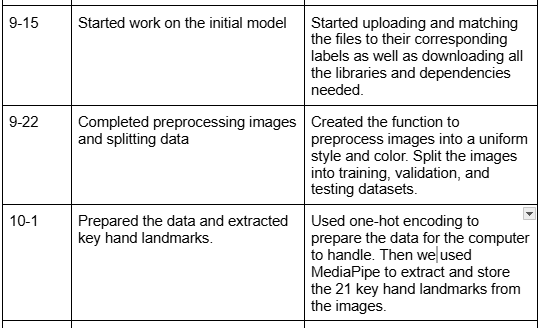 9-15
Started work on the initial model
Started uploading and matching
the files to their corresponding
labels as well as downloading all
the libraries and dependencies
needed.
9-22
Completed preprocessing images
and splitting data
Created the function to
preprocess images into a uniform
style and color. Split the images
into training, validation, and
testing datasets.
10-1
Prepared the data and extracted
key hand landmarks.
Used one-hot encoding to
prepare the data for the computer
to handle. Then we used
MediaPipe to extract and store
the 21 key hand landmarks from
the images.